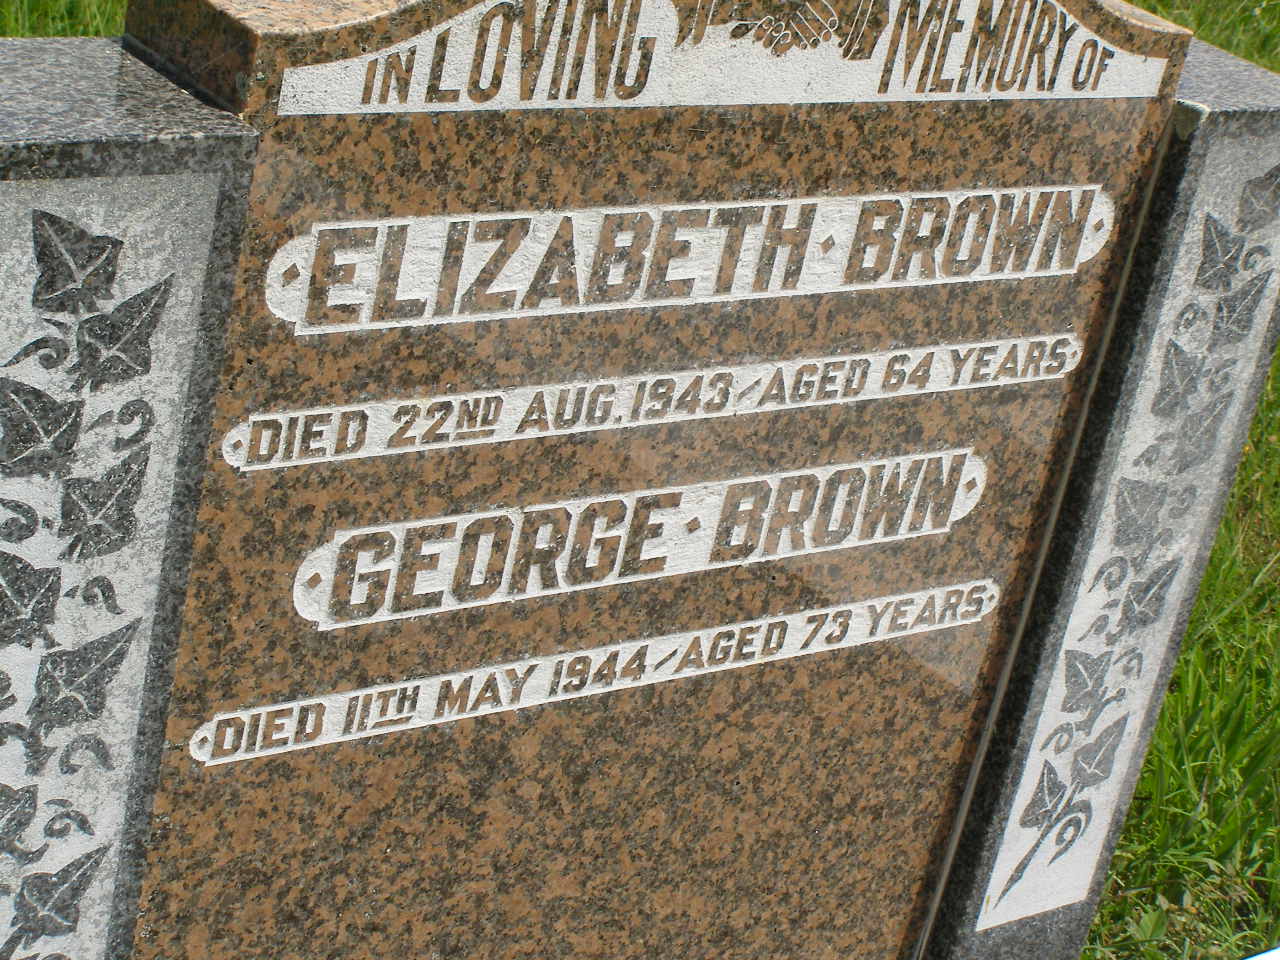 IN LOVING MEMORY OF
ELIZABETH · BROWN
DIED 22ND AUG. 1943 / AGED 64 YEARS
GEORGE · BROWN
DIED 11TH MAY 1944 / AGED 73 YEARS